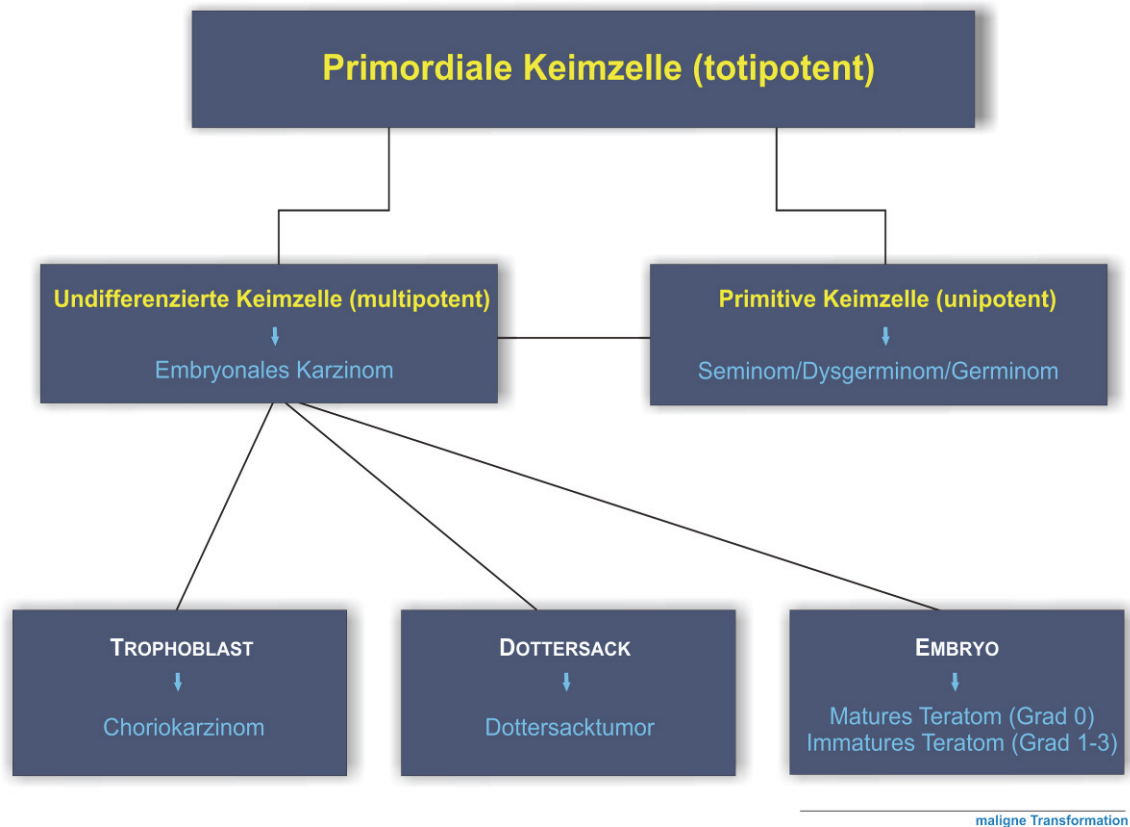 Primordiale Keimzelle (totipotent)
Undifferenzierte Keimzelle (multipotent)
Embryonales Karzinom
Primitive Keimzelle (unipotent)
Seminom/Dysgerminom/Germinom
TROPHOBLAST
Choriokarzinom
DOTTERSACK
Dottersacktumor
EMBRYO
Matures Teratom (Grad 0)
Immatures Teratom (Grad 1-3)
maligne Transformation